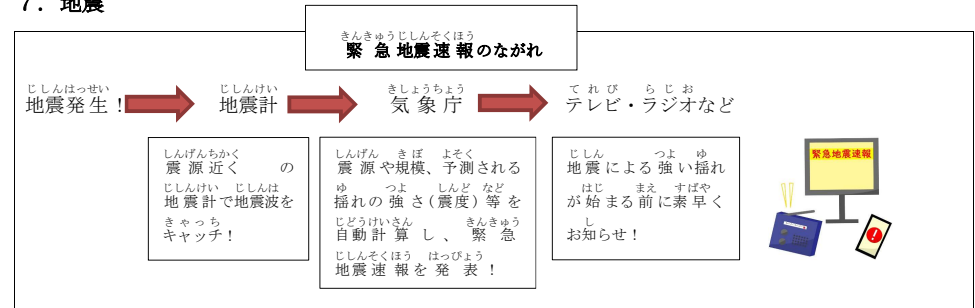 ７．地震
きんきゅうじしんそくほう
緊急地震速報のながれ
じしんはっせい じしんけい きしょうちょう てれび らじお
地震発生！ 地震計 気象庁 テレビ・ラジオなど
しんげんちかく
震源近くの
じしんけい じしんは
地震計で地震波を
きゃっち
キャッチ！
しんげん きぼ よそく
震源や規模、予測される
ゆ つよ しんど など
揺れの強さ(震度)等を
じどうけいさん きんきゅう
自動計算し、緊急
じしんそくほう はっぴょう
地震速報を発表！
じしん つよ ゆ
地震による強い揺れ
はじ まえ すばや
が始まる前に素早く
し
お知らせ！
緊急地震速報